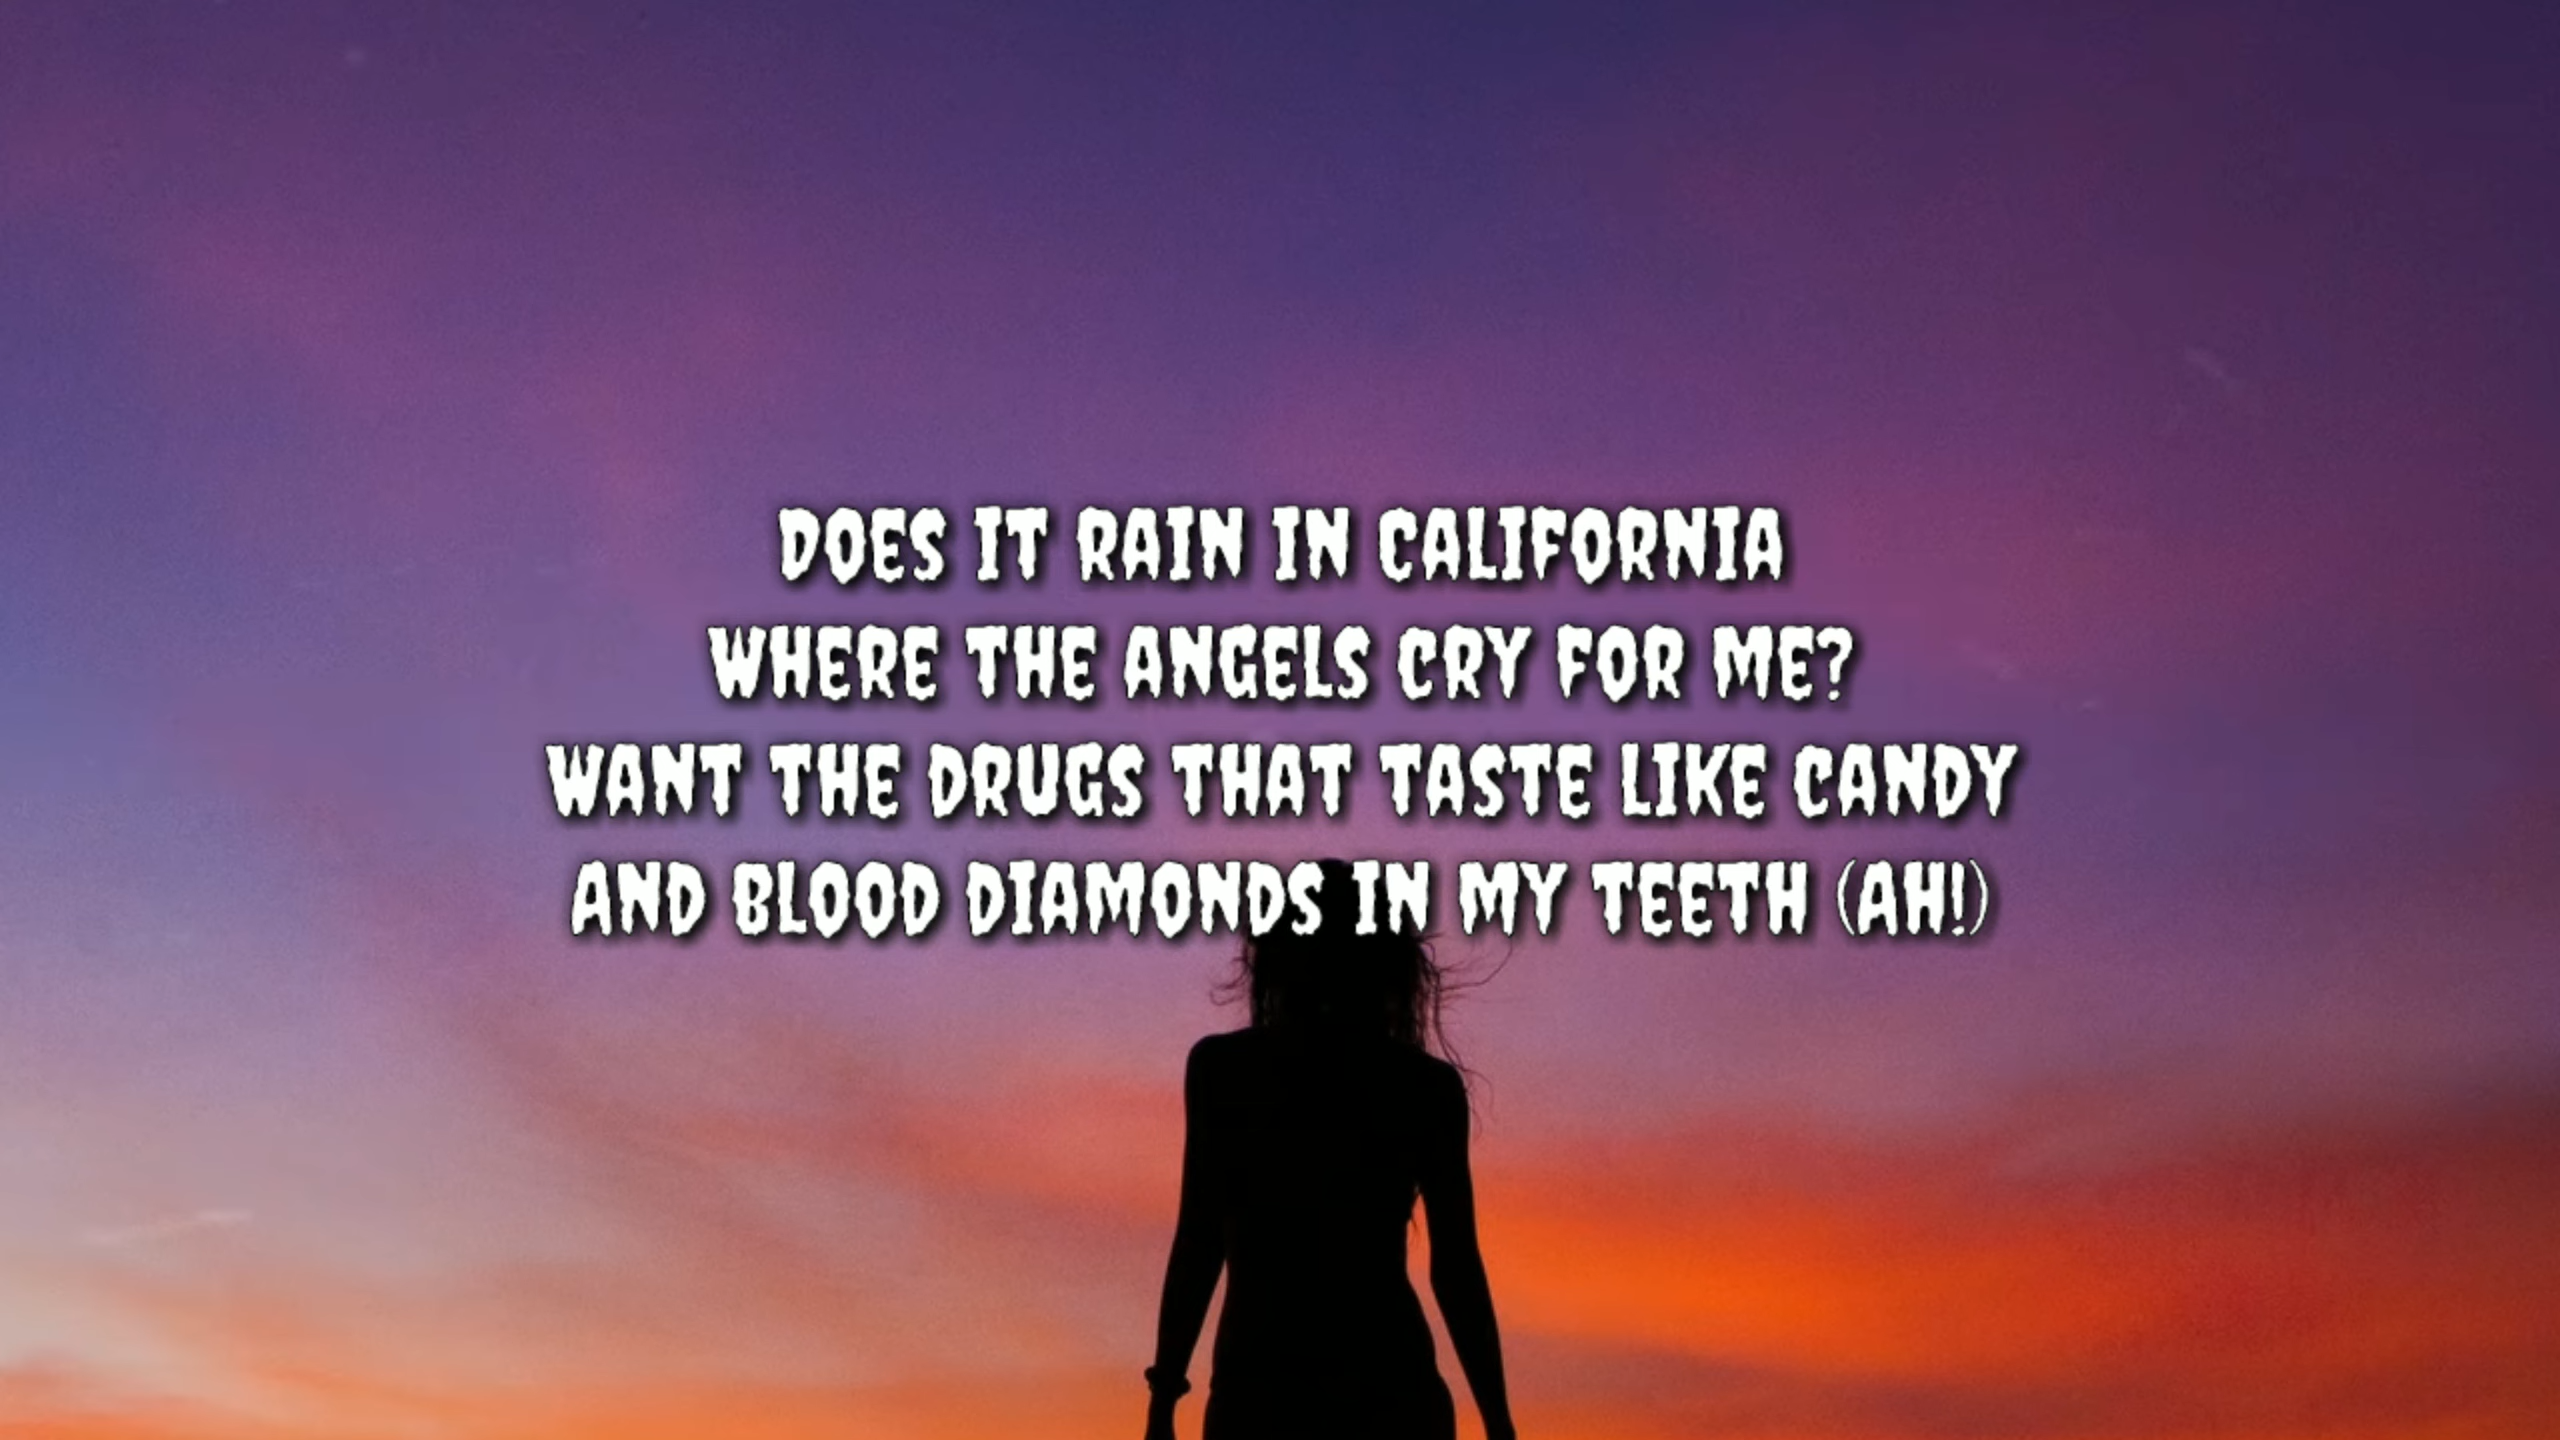 DOES IT RAIN IN CALIFORNIA
WHERE THE ANGELS CRY FOR ME?
WANT THE DRUGS THAT TASTE LIKE CANDY
AND BLOOD DIAMONDS IN MY TEETH (AH!)